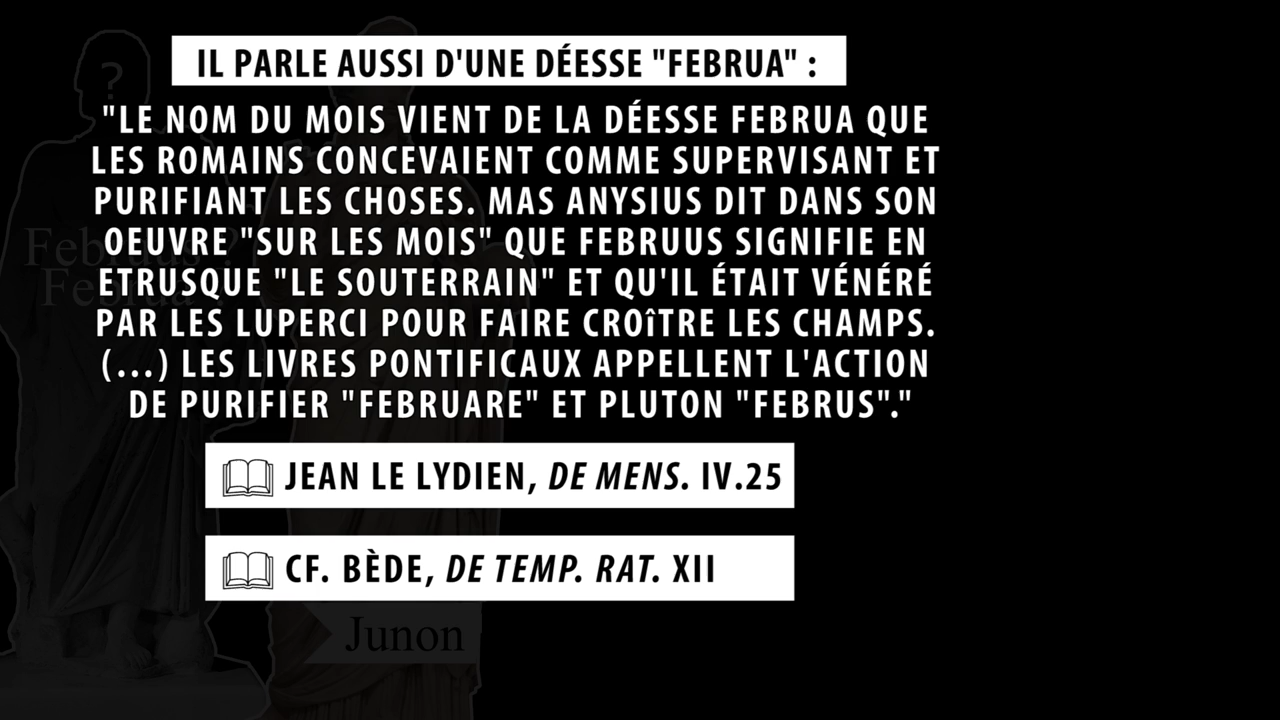 IL PARLE AUSSI D'UNE DÉESSE "FEBRUA" :
"LE NOM DU MOIS VIENT DE LA DÉESSE FEBRUA QUE
LES ROMAINS CONCEVAIENT COMME SUPERVISANT ET
PURIFIANT LES CHOSES. MAS ANYSIUS DIT DANS SON
OEUVRE "SUR LES MOIS" QUE FEBRUUS SIGNIFIE EN
ETRUSQUE "LE SOUTERRAIN" ET QU'IL ÉTAIT VÉNÉRÉ
PAR LES LUPERCI POUR FAIRE CROîTRE LES CHAMPS.
(...) LES LIVRES PONTIFICAUX APPELLENT L'ACTION
DE PURIFIER "FEBRUARE" ET PLUTON "FEBRUS"."
JEAN LE LYDIEN, DE MENS. IV.25
CF. BÈDE, DE TEMP. RAT. XII
?
Februus ?
Februa ?
Junon